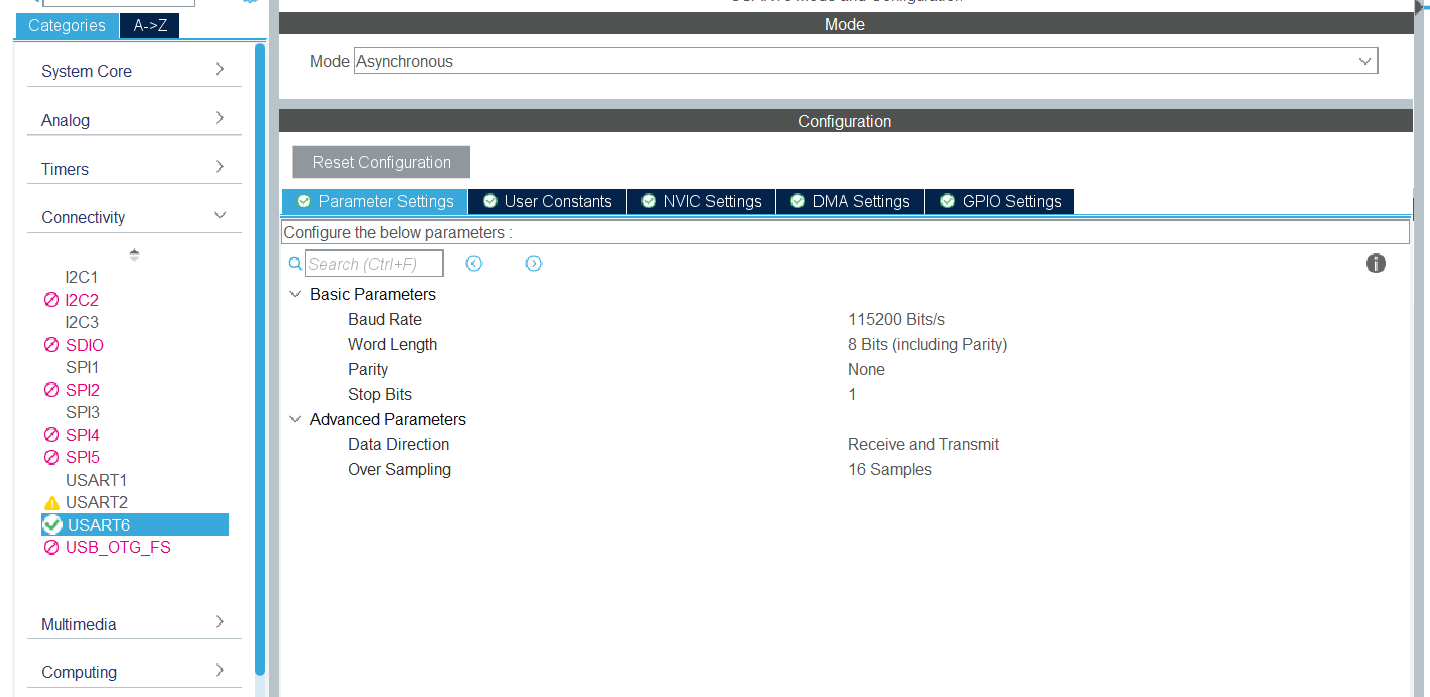 Categories
A->Z
System Core
Analog
Timers
Connectivity
I2C1
I2C2
I2C3
SDIO
SPI1
SPI2
SPI3
SPI4
SPI5
USART1
USART2
USART6
USB_OTG_FS
Multimedia
Computing
Mode
Mode Asynchronous
Configuration
Reset Configuration
Parameter Settings
User Constants
NVIC Settings
DMA Settings
GPIO Settings
Configure the below parameters :
Search (Ctrl+F)
Basic Parameters
Baud Rate 115200 Bits/s
Word Length 8 Bits (including Parity)
Parity None
Stop Bits 1
Advanced Parameters
Data Direction Receive and Transmit
Over Sampling 16 Samples